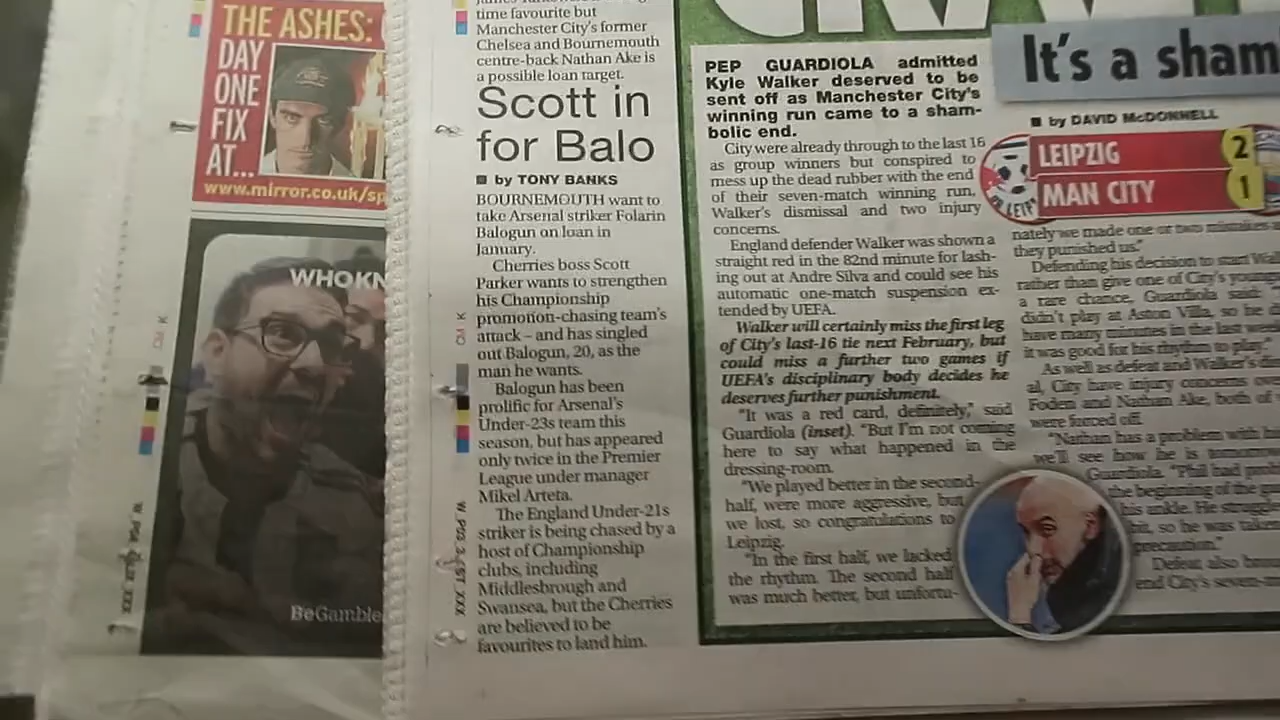 THE ASHES:
DAY
ONE
FIX
AT...
www.mirror.co.uk/sp
WHOKN
BeGamble
time favourite but
Manchester City's former
Chelsea and Bournemouth
centre-back Nathan Ake is
a possible loan target.
Scott in
for Balo
■ by TONY BANKS
BOURNEMOUTH want to
take Arsenal striker Folarin
Balogun on loan in
January.
Cherries boss Scott
Parker wants to strengthen
his Championship
promotion-chasing team's
attack – and has singled
out Balogun, 20, as the
man he wants.
Balogun has been
prolific for Arsenal's
Under-23s team this
season, but has appeared
only twice in the Premier
League under manager
Mikel Arteta.
The England Under-21s
striker is being chased by a
host of Championship
clubs, including
Middlesbrough and
Swansea, but the Cherries
are believed to be
favourites to land him.
PEP GUARDIOLA admitted
Kyle Walker deserved to be
sent off as Manchester City's
winning run came to a sham-
bolic end.
City were already through to the last 16
as group winners but conspired to
mess up the dead rubber with the end
of their seven-match winning run,
Walker's dismissal and two injury
concerns.
England defender Walker was shown a
straight red in the 82nd minute for lash-
ing out at Andre Silva and could see his
automatic one-match suspension ex-
tended by UEFA.
Walker will certainly miss the first leg
of City's last-16 tie next February, but
could miss a further two games if
UEFA's disciplinary body decides he
deserves further punishment.
"It was a red card, definitely," said
Guardiola (inset). "But I'm not coming
here to say what happened in the
dressing-room.
"We played better in the second-
half, were more aggressive, but
we lost, so congratulations to
Leipzig.
"In the first half, we lacked
the rhythm. The second half
was much better, but unfortu-
It's a sham
■ by DAVID McDONNELL
LEIPZIG 2
MAN CITY 1
nately we made one or two mistakes a
they punished us."
Defending his decision to start Wal
rather than give one of City's young
a rare chance, Guardiola said:
didn't play at Aston Villa, so he d
have many minutes in the last week
it was good for his rhythm to play."
As well as defeat and Walker's dis
al, City have injury concerns ove
Foden and Nathan Ake, both of
were forced off.
"Nathan has a problem with h
we'll see how he is tomorrow
Guardiola. "Phil had prob
the beginning of the
his ankle. He struggl
bit, so he was taken
precaution."
Defeat also
end City's seven-m